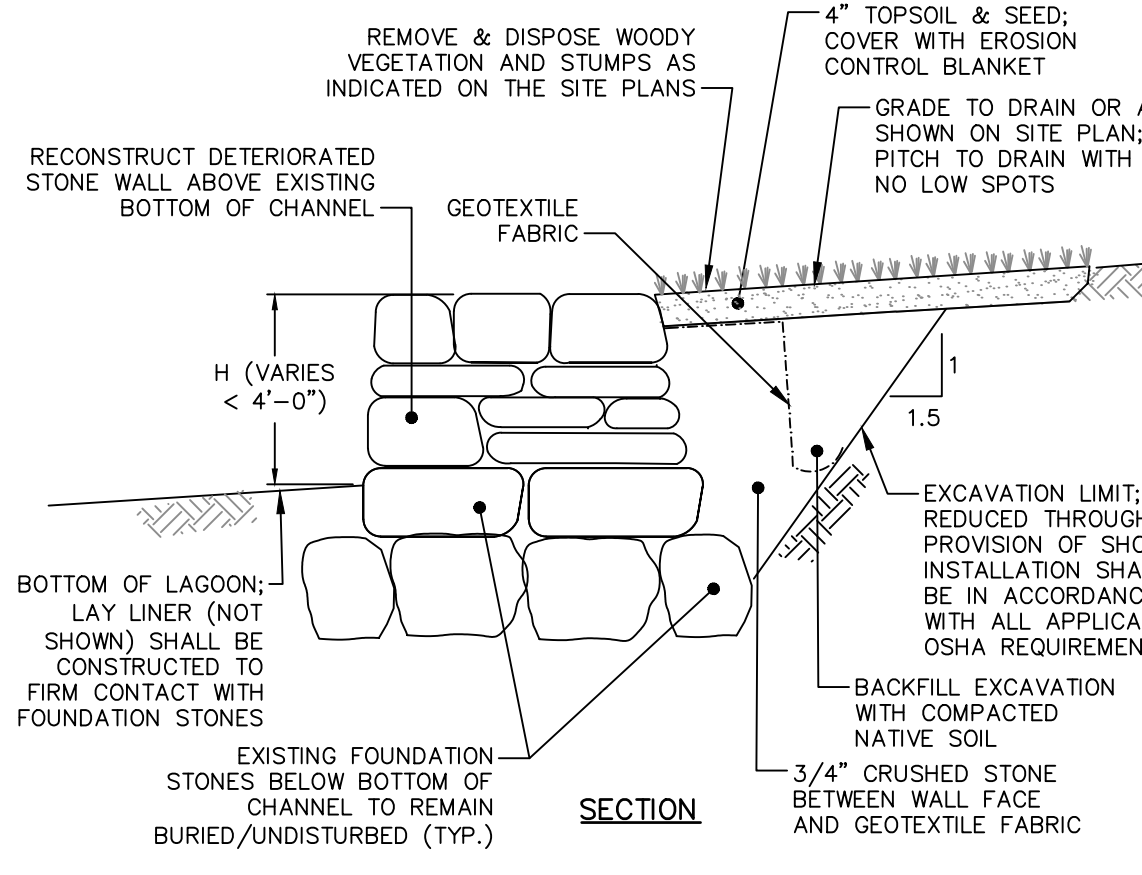 REMOVE & DISPOSE WOODY
VEGETATION AND STUMPS AS
INDICATED ON THE SITE PLANS
4" TOPSOIL & SEED;
COVER WITH EROSION
CONTROL BLANKET
GRADE TO DRAIN OR
SHOWN ON SITE PLAN;
PITCH TO DRAIN WITH
NO LOW SPOTS
RECONSTRUCT DETERIORATED
STONE WALL ABOVE EXISTING
BOTTOM OF CHANNEL
GEOTEXTILE
FABRIC
H (VARIES
< 4'-0")
1
1.5
EXCAVATION LIMIT;
REDUCED THROUGH
PROVISION OF
INSTALLATION
BE IN
WITH ALL
OSHA
BOTTOM OF LAGOON;
LAY LINER (NOT
SHOWN) SHALL BE
CONSTRUCTED TO
FIRM CONTACT WITH
FOUNDATION STONES
BACKFILL EXCAVATION
WITH COMPACTED
NATIVE SOIL
EXISTING FOUNDATION
STONES BELOW BOTTOM OF
CHANNEL TO REMAIN
BURIED/UNDISTURBED (TYP.)
3/4" CRUSHED STONE
BETWEEN WALL FACE
AND GEOTEXTILE FABRIC
SECTION